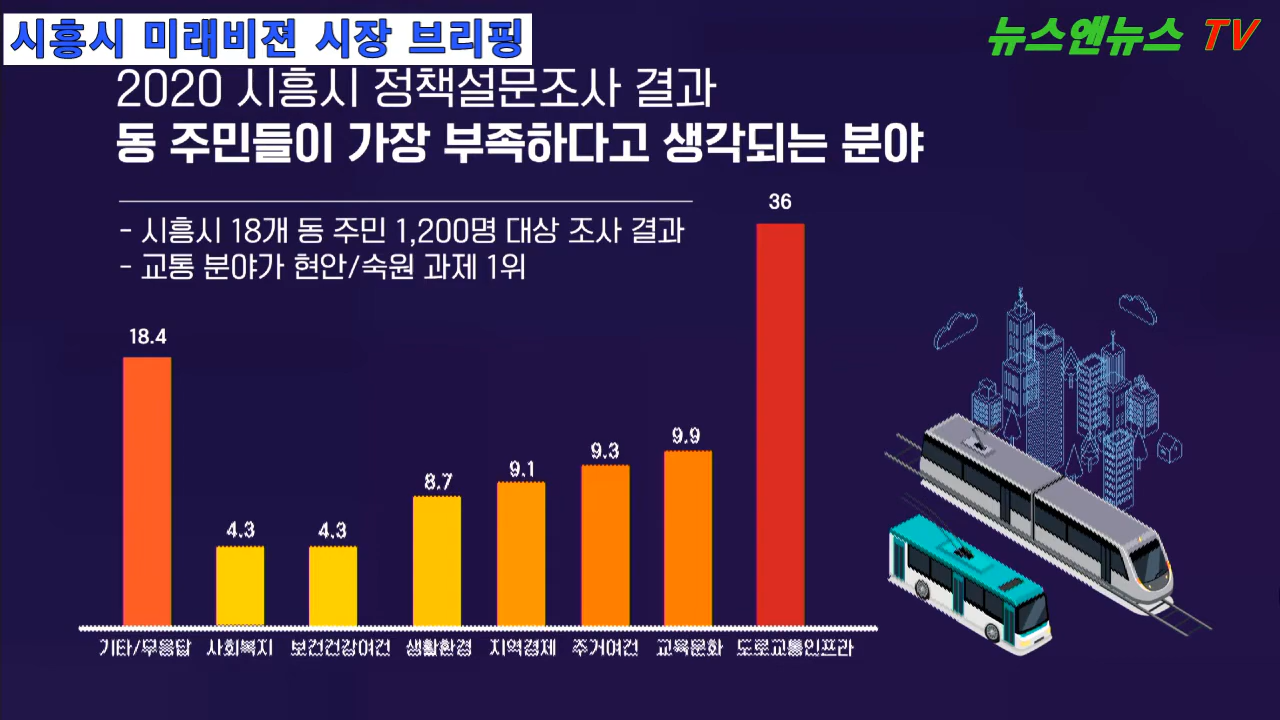 시흥시 미래비젼 시장 브리핑
뉴스엔뉴스 TV
2020 시흥시 정책설문조사 결과
동 주민들이 가장 부족하다고 생각되는 분야
- 시흥시 18개 동 주민 1,200명 대상 조사 결과
- 교통 분야가 현안/숙원 과제 1위
36
18.4
4.3
4.3
8.7
9.1
9.3
9.9
기타/무응답
사회복지
보건건강여건
생활환경
지역경제
주거여건
교육문화
도로교통인프라